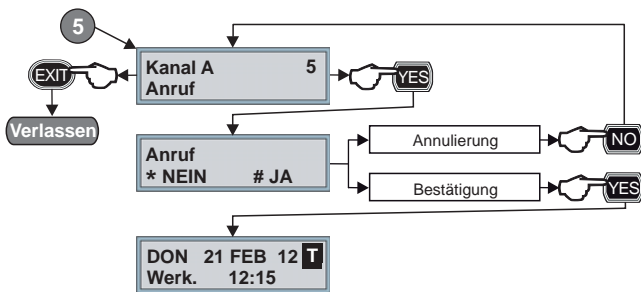 5
EXIT
Kanal A 5
Anruf
YES
Verlassen
Anruf
* NEIN # JA
Annulierung
NO
Bestätigung
YES
DON 21 FEB 12 T
Werk. 12:15